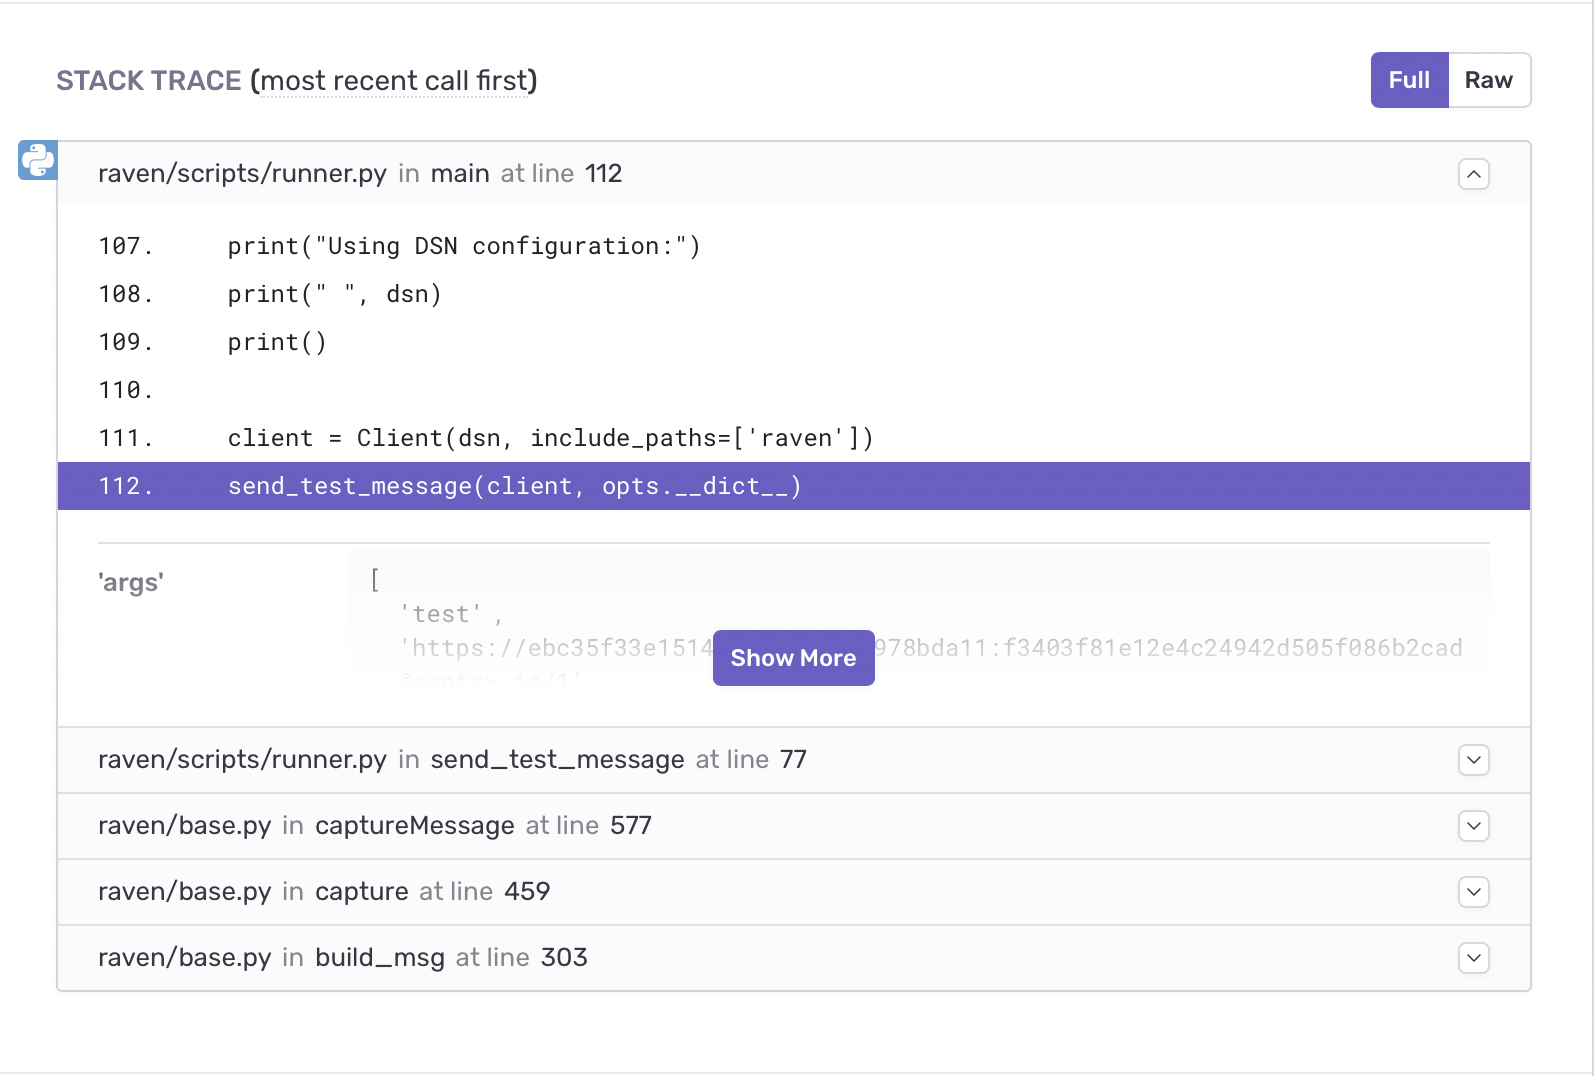 STACK TRACE (most recent call first)
Full Raw
raven/scripts/runner.py in main at line 112
107. print("Using DSN configuration:")
108. print(" ", dsn)
109. print()
110.
111. client = Client(dsn, include_paths=['raven'])
112. send_test_message(client, opts.__dict__)
'args'
[
'test',
'https://ebc35f33e1514 978bda11:f3403f81e12e4c24942d505f086b2cad
Show More
@sentry.io/1'
raven/scripts/runner.py in send_test_message at line 77
raven/base.py in captureMessage at line 577
raven/base.py in capture at line 459
raven/base.py in build_msg at line 303